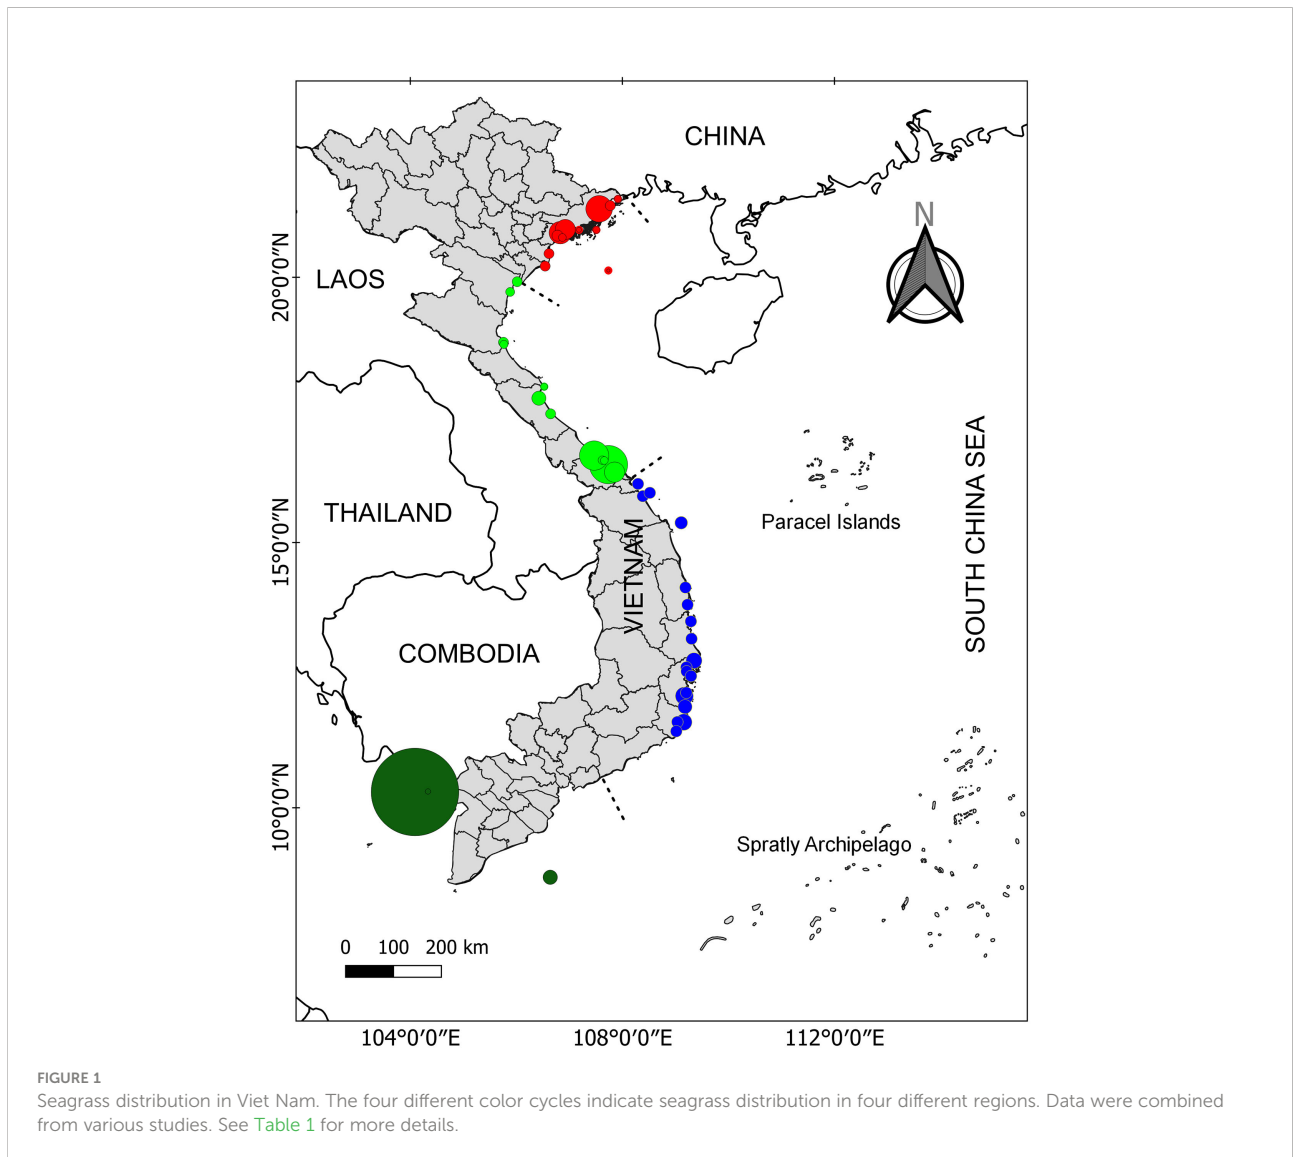 CHINA
N
20°0′0″N
LAOS
SOUTH CHINA SEA
THAILAND
Paracel Islands
15°0′0″N
VIETNAM
COMBODIA
10°0′0″N
Spratly Archipelago
0 100 200 km
104°0′0″E 108°0′0″E 112°0′0″E
FIGURE 1
Seagrass distribution in Viet Nam. The four different color cycles indicate seagrass distribution in four different regions. Data were combined
from various studies. See Table 1 for more details.